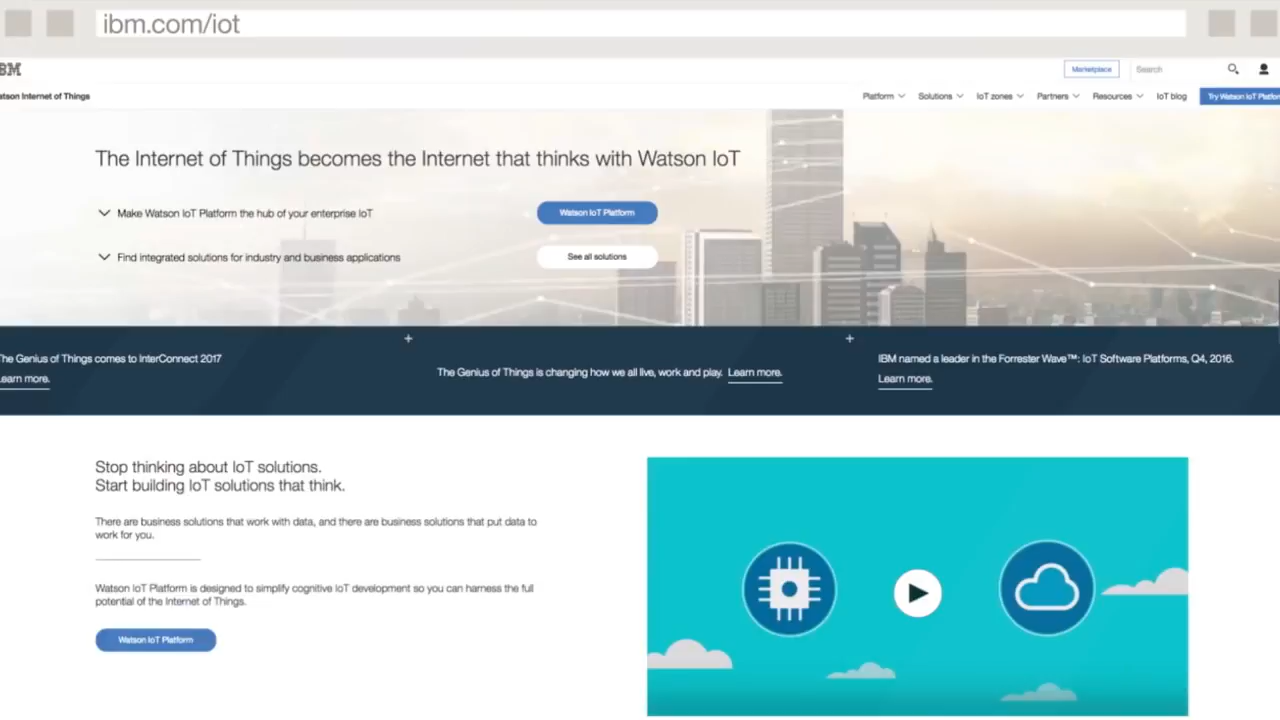 ibm.com/iot
BM
Marketplace
Search
atson Internet of Things
Platform
Solutions
IoT zones
Partners
Resources
IoT blog
Try Watson IoT Platfor
The Internet of Things becomes the Internet that thinks with Watson IoT
Make Watson IoT Platform the hub of your enterprise IoT
Watson IoT Platform
Find integrated solutions for industry and business applications
See all solutions
The Genius of Things comes to InterConnect 2017
earn more.
The Genius of Things is changing how we all live, work and play. Learn more.
IBM named a leader in the Forrester Wave™: IoT Software Platforms, Q4, 2016.
Learn more.
Stop thinking about IoT solutions.
Start building IoT solutions that think.
There are business solutions that work with data, and there are business solutions that put data to
work for you.
Watson IoT Platform is designed to simplify cognitive IoT development so you can harness the full
potential of the Internet of Things.
Watson IoT Platform